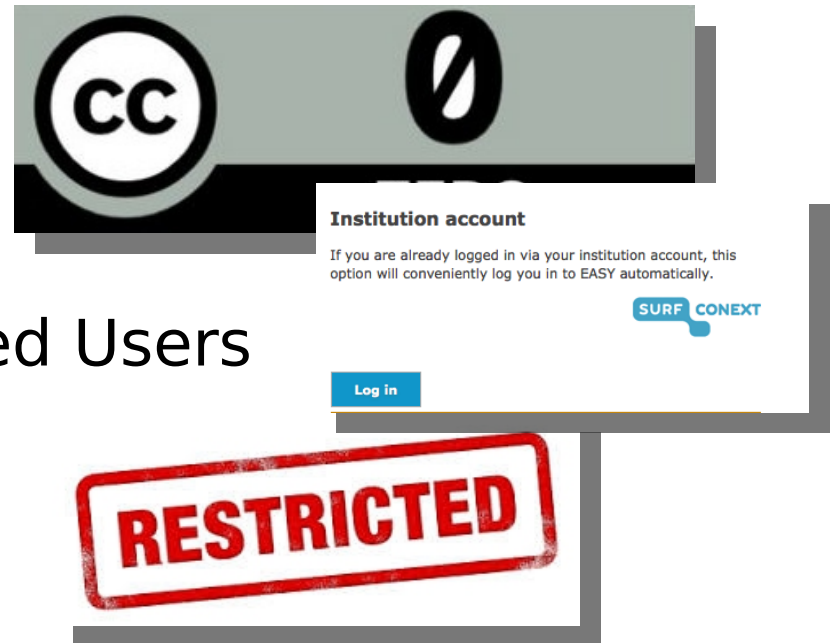 CC
0
Institution account
If you are already logged in via your institution account, this
option will conveniently log you in to EASY automatically.
SURF CONEXT
Users
Log in
RESTRICTED